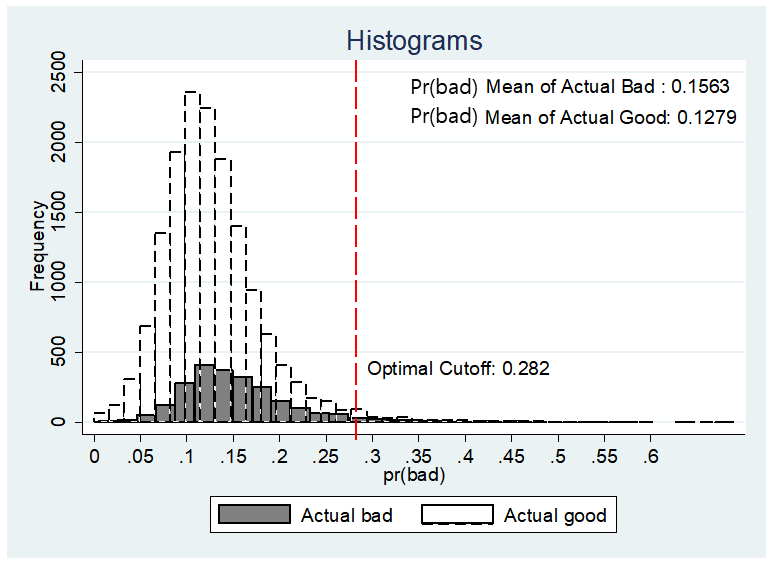 Histograms
Pr(bad) Mean of Actual Bad : 0.1563
Pr(bad) Mean of Actual Good: 0.1279
Frequency
2500
2000
1500
1000
500
0
Optimal Cutoff: 0.282
0 .05 .1 .15 .2 .25 .3 .35 .4 .45 .5 .55 .6
pr(bad)
Actual bad Actual good